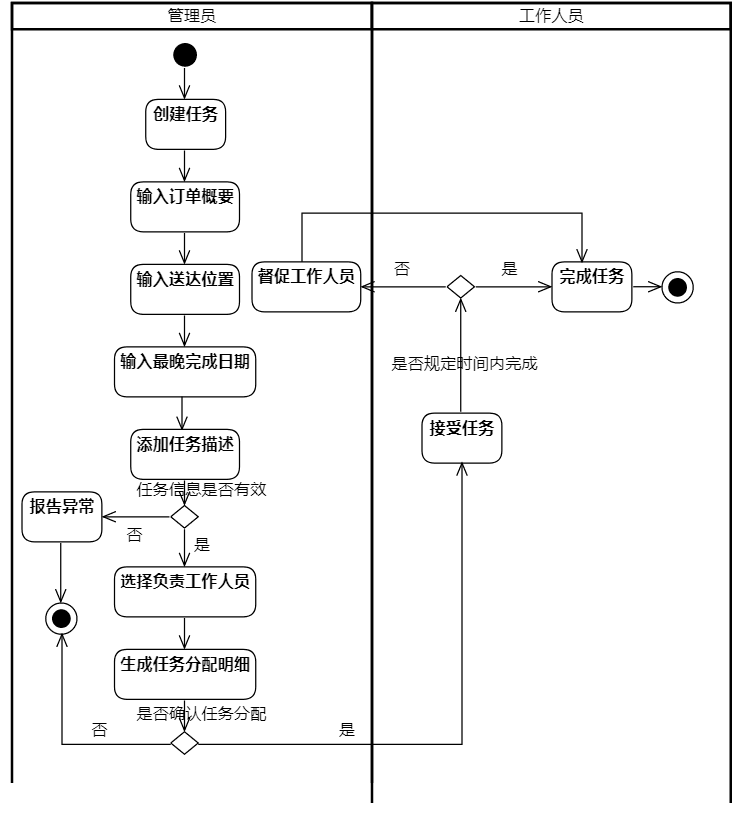 管理员
工作人员
创建任务
输入订单概要
输入送达位置
督促工作人员
否
是
完成任务
输入最晚完成日期
是否规定时间内完成
添加任务描述
接受任务
任务信息是否有效
报告异常
否
是
选择负责工作人员
生成任务分配明细
是否确认任务分配
否
是